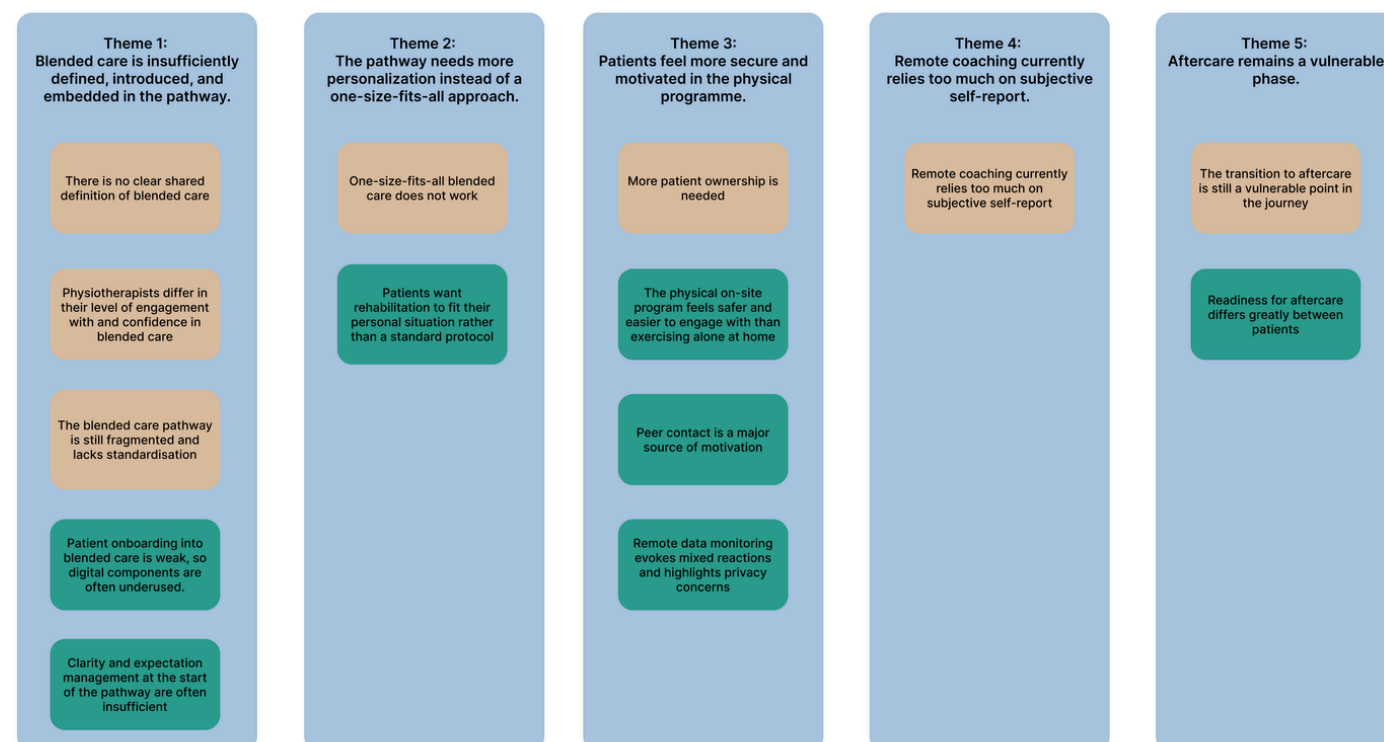 Theme 1:
Blended care is insufficiently
defined, introduced, and
embedded in the pathway.
There is no clear shared
definition of blended care
Physiotherapists differ in
their level of engagement
with and confidence in
blended care
The blended care pathway
is still fragmented and
lacks standardisation
Patient onboarding into
blended care is weak, so
digital components are
often underused.
Clarity and expectation
management at the start
of the pathway are often
insufficient
Theme 2:
The pathway needs more
personalization instead of a
one-size-fits-all approach.
One-size-fits-all blended
care does not work
Patients want
rehabilitation to fit their
personal situation rather
than a standard protocol
Theme 3:
Patients feel more secure and
motivated in the physical
programme.
More patient ownership is
needed
The physical on-site
program feels safer and
easier to engage with than
exercising alone at home
Peer contact is a major
source of motivation
Remote data monitoring
evokes mixed reactions
and highlights privacy
concerns
Theme 4:
Remote coaching currently
relies too much on subjective
self-report.
Remote coaching currently
relies too much on
subjective self-report
Theme 5:
Aftercare remains a vulnerable
phase.
The transition to aftercare
is still a vulnerable point in
the journey
Readiness for aftercare
differs greatly between
patients